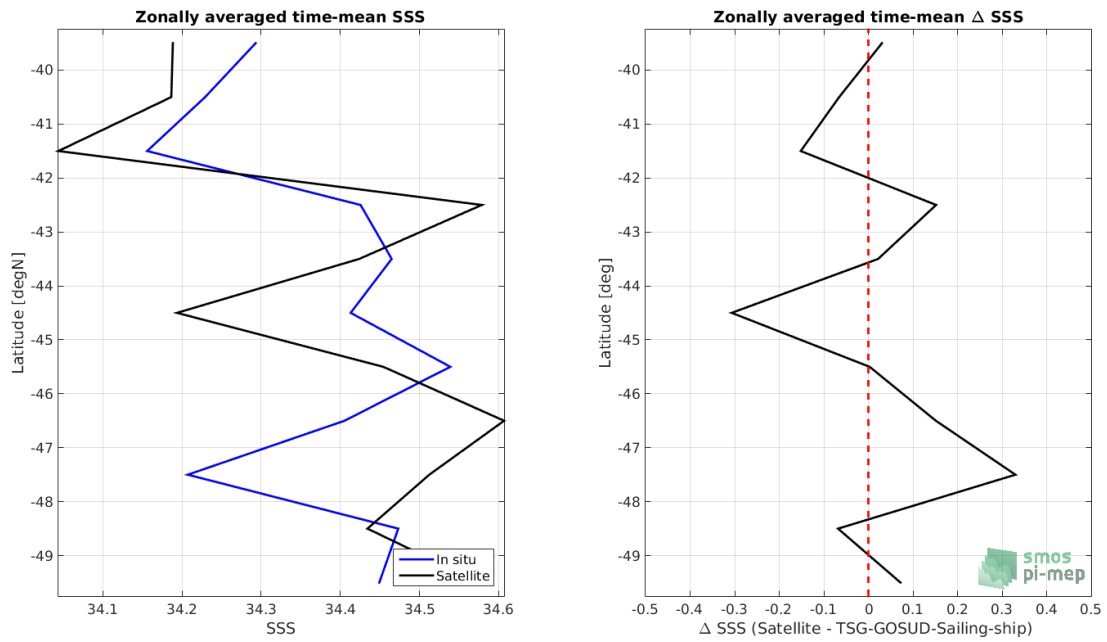 Zonally averaged time-mean SSS
-40
-41
-42
-43
-44
-45
-46
-47
-48
-49
Latitude [degN]
34.1 34.2 34.3 34.4 34.5 34.6
SSS
In situ
Satellite
Zonally averaged time-mean Δ SSS
-40
-41
-42
-43
-44
-45
-46
-47
-48
-49
Latitude [deg]
-0.5 -0.4 -0.3 -0.2 -0.1 0 0.1 0.2 0.3 0.4 0.5
Δ SSS (Satellite - TSG-GOSUD-Sailing-ship)
smos
pi-mep